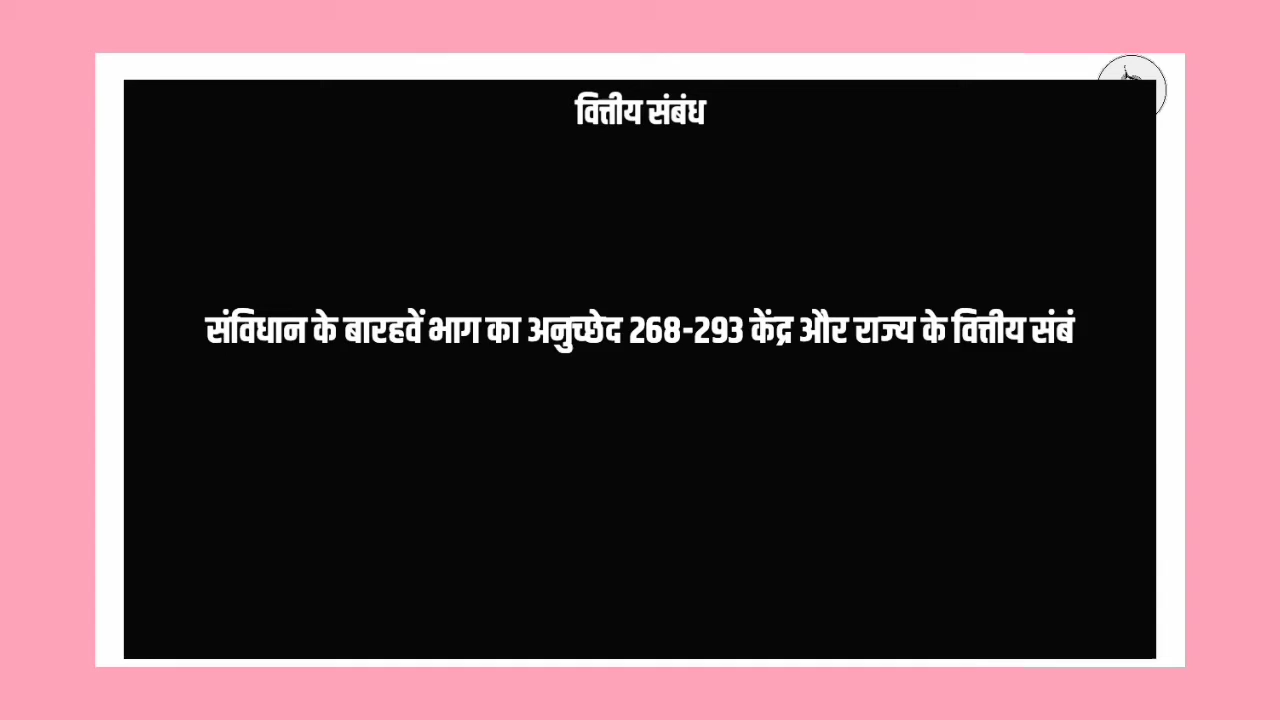 वित्तीय संबंध
संविधान के बारहवें भाग का अनुच्छेद 268-293 केंद्र और राज्य के वित्तीय संबं